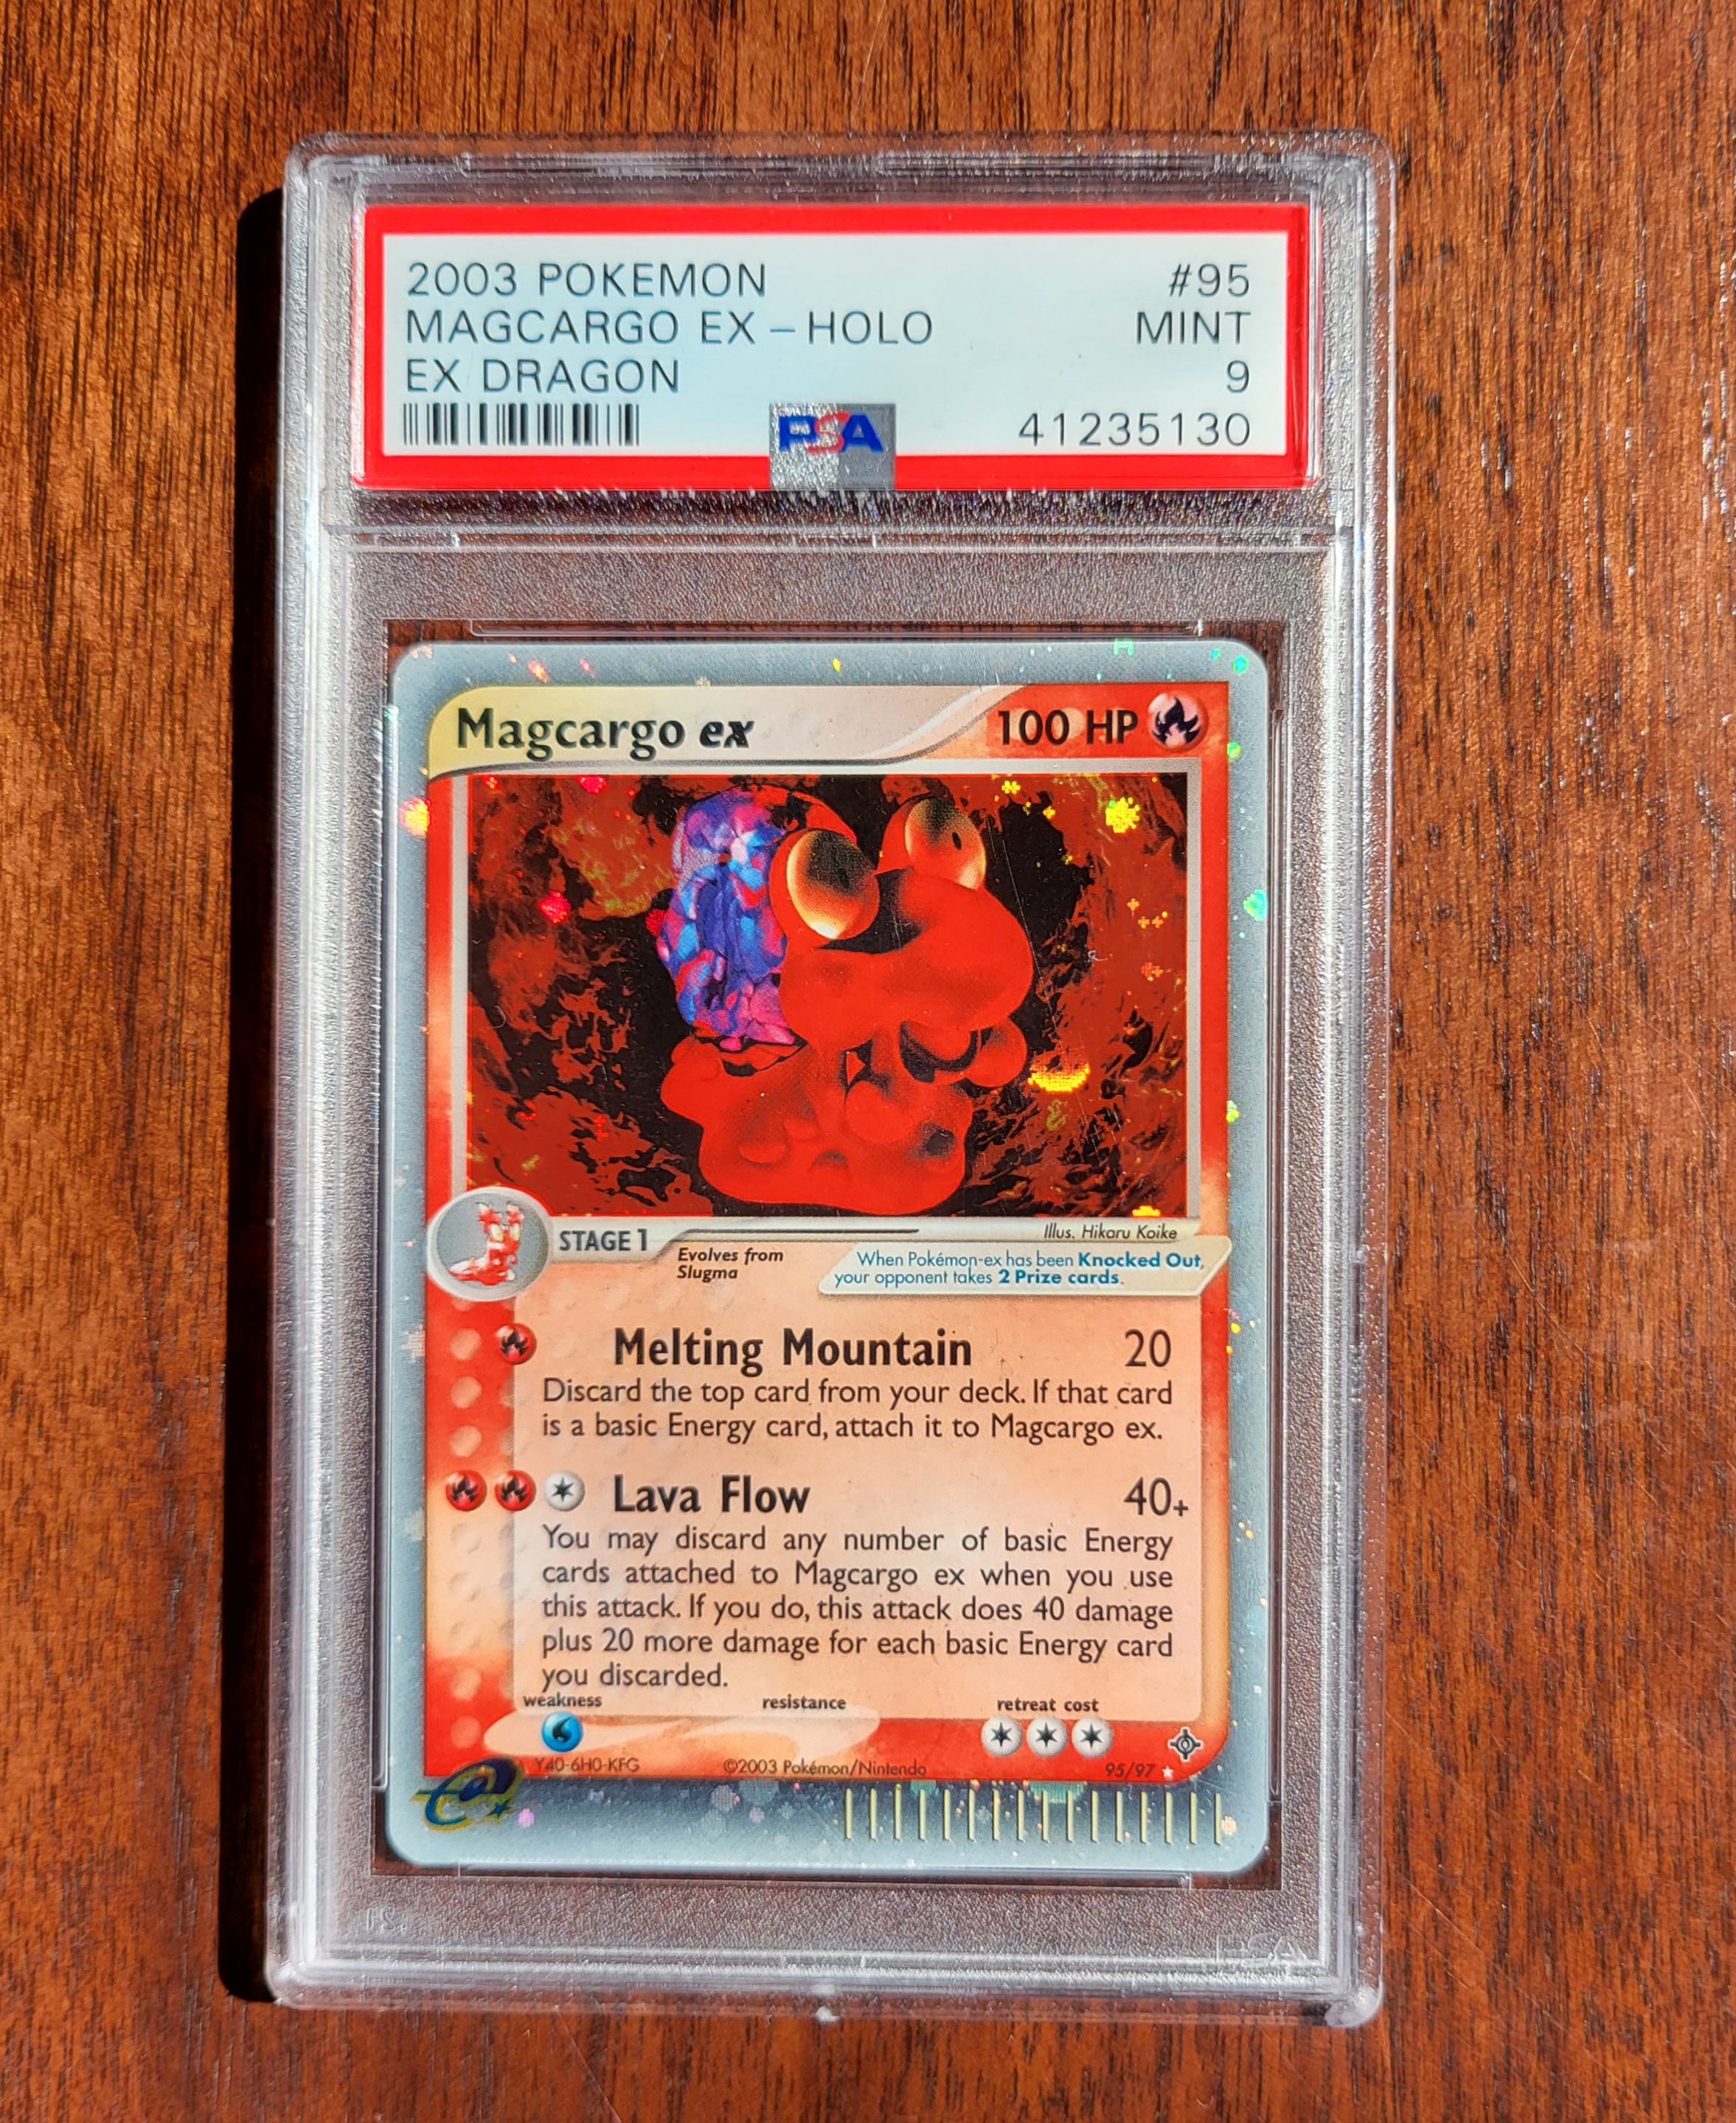 2003 POKEMON #95
MAGCARGO EX – HOLO MINT
EX DRAGON 9
PSA 41235130
Magcargo ex 100 HP
Illus. Hikaru Koike
STAGE 1
Evolves from
Slugma
When Pokémon-ex has been Knocked Out,
your opponent takes 2 Prize cards.
Melting Mountain 20
Discard the top card from your deck. If that card
is a basic Energy card, attach it to Magcargo ex.
Lava Flow 40+
You may discard any number of basic Energy
cards attached to Magcargo ex when you use
this attack. If you do, this attack does 40 damage
plus 20 more damage for each basic Energy card
you discarded.
weakness resistance retreat cost
Y40-6H0-KFG ©2003 Pokémon/Nintendo 95/97
e